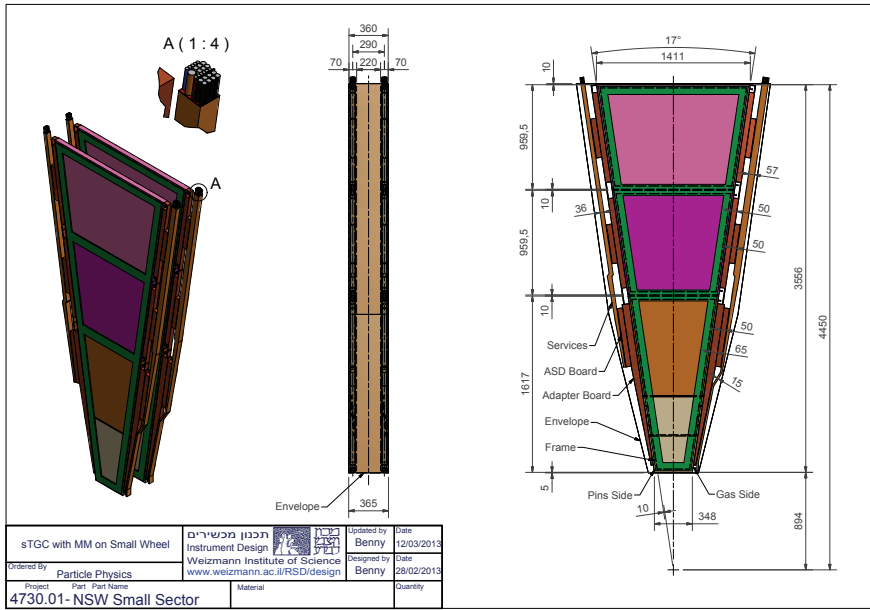 A ( 1 : 4 )
A
360
290
70
220
70
Envelope
365
17°
1411
10
959,5
10
959,5
10
1617
5
36
57
50
50
50
65
15
3556
4450
894
Services
ASD Board
Adapter Board
Envelope
Frame
Pins Side
Gas Side
10
348
sTGC with MM on Small Wheel
תכנון מכשירים
Instrument Design
Weizmann Institute of Science
www.weizmann.ac.il/RSD/design
Updated by
Benny
Date
12/03/2013
Ordered By
Particle Physics
Designed by
Benny
Date
28/02/2013
Project
Part
Part Name
4730.01- NSW Small Sector
Material
Quantity